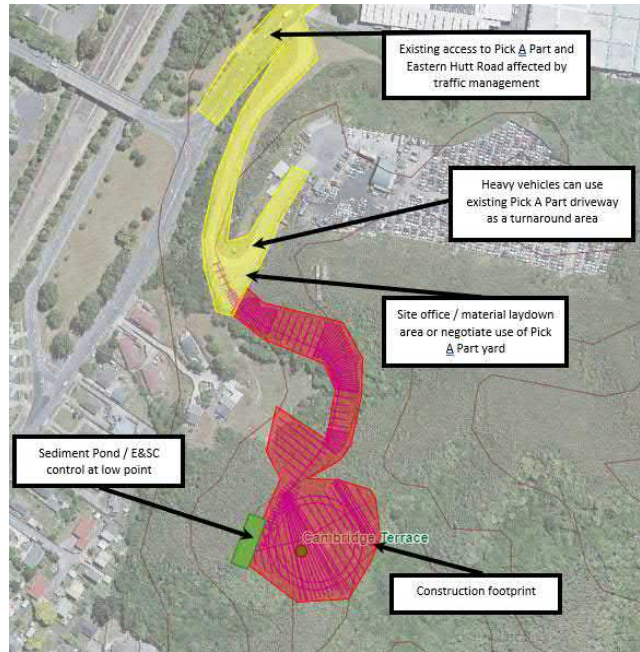 Existing access to Pick A Part and
Eastern Hutt Road affected by
traffic management
Heavy vehicles can use
existing Pick A Part driveway
as a turnaround area
Site office / material laydown
area or negotiate use of Pick
A Part yard
Sediment Pond / E&SC
control at low point
Cambridge Terrace
Construction footprint